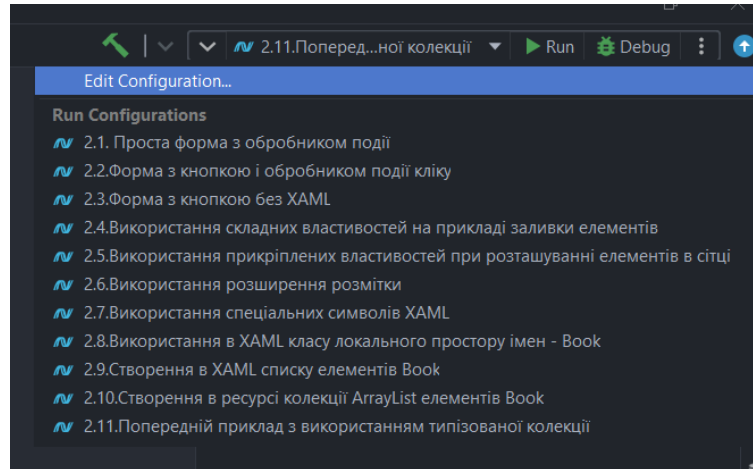 2.11.Поперед...ної колекції Run Debug
Edit Configuration...
Run Configurations
2.1. Проста форма з обробником події
2.2.Форма з кнопкою і обробником події кліку
2.3.Форма з кнопкою без XAML
2.4.Використання складних властивостей на прикладі заливки елементів
2.5.Використання прикріплених властивостей при розташуванні елементів в сітці
2.6.Використання розширення розмітки
2.7.Використання спеціальних символів XAML
2.8.Використання в XAML класу локального простору імен - Book
2.9.Створення в XAML списку елементів Book
2.10.Створення в ресурсі колекції ArrayList елементів Book
2.11.Попередній приклад з використанням типізованої колекції